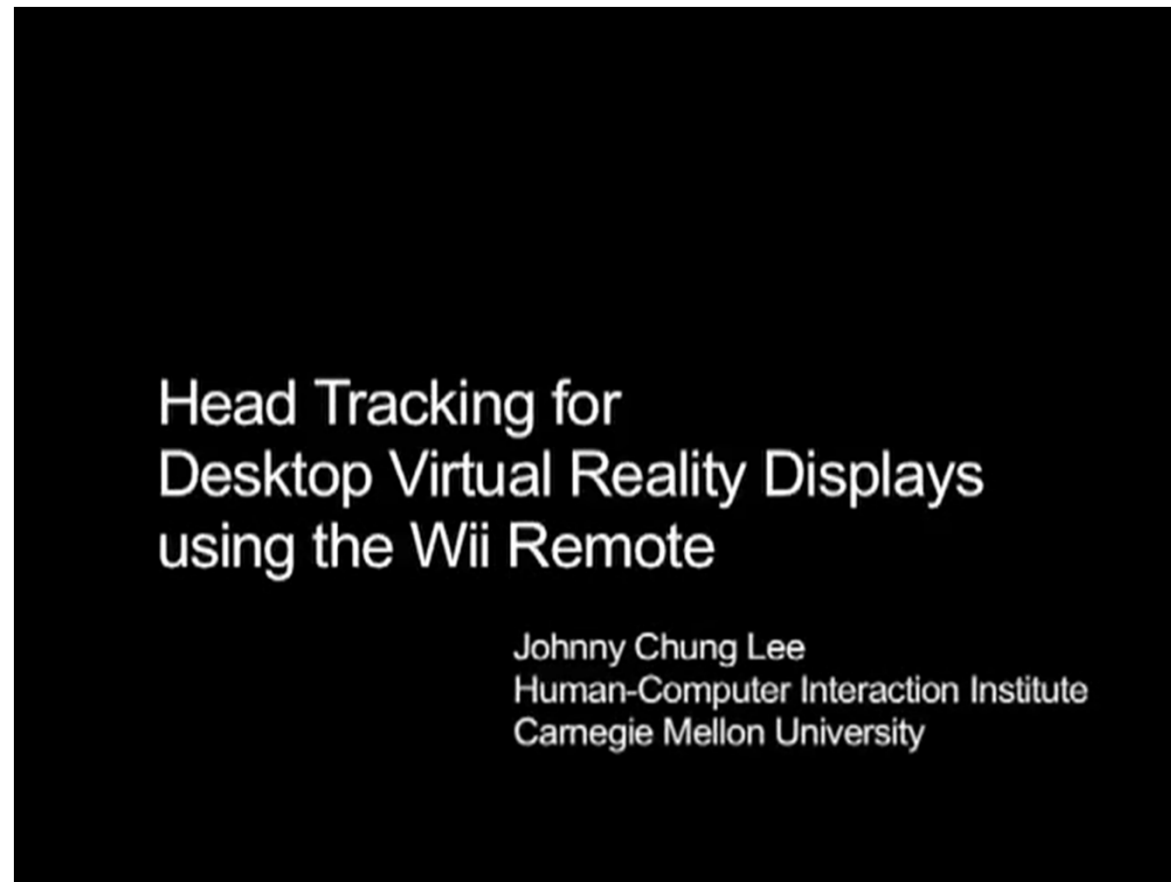 Head Tracking for
Desktop Virtual Reality Displays
using the Wii Remote
Johnny Chung Lee
Human-Computer Interaction Institute
Carnegie Mellon University